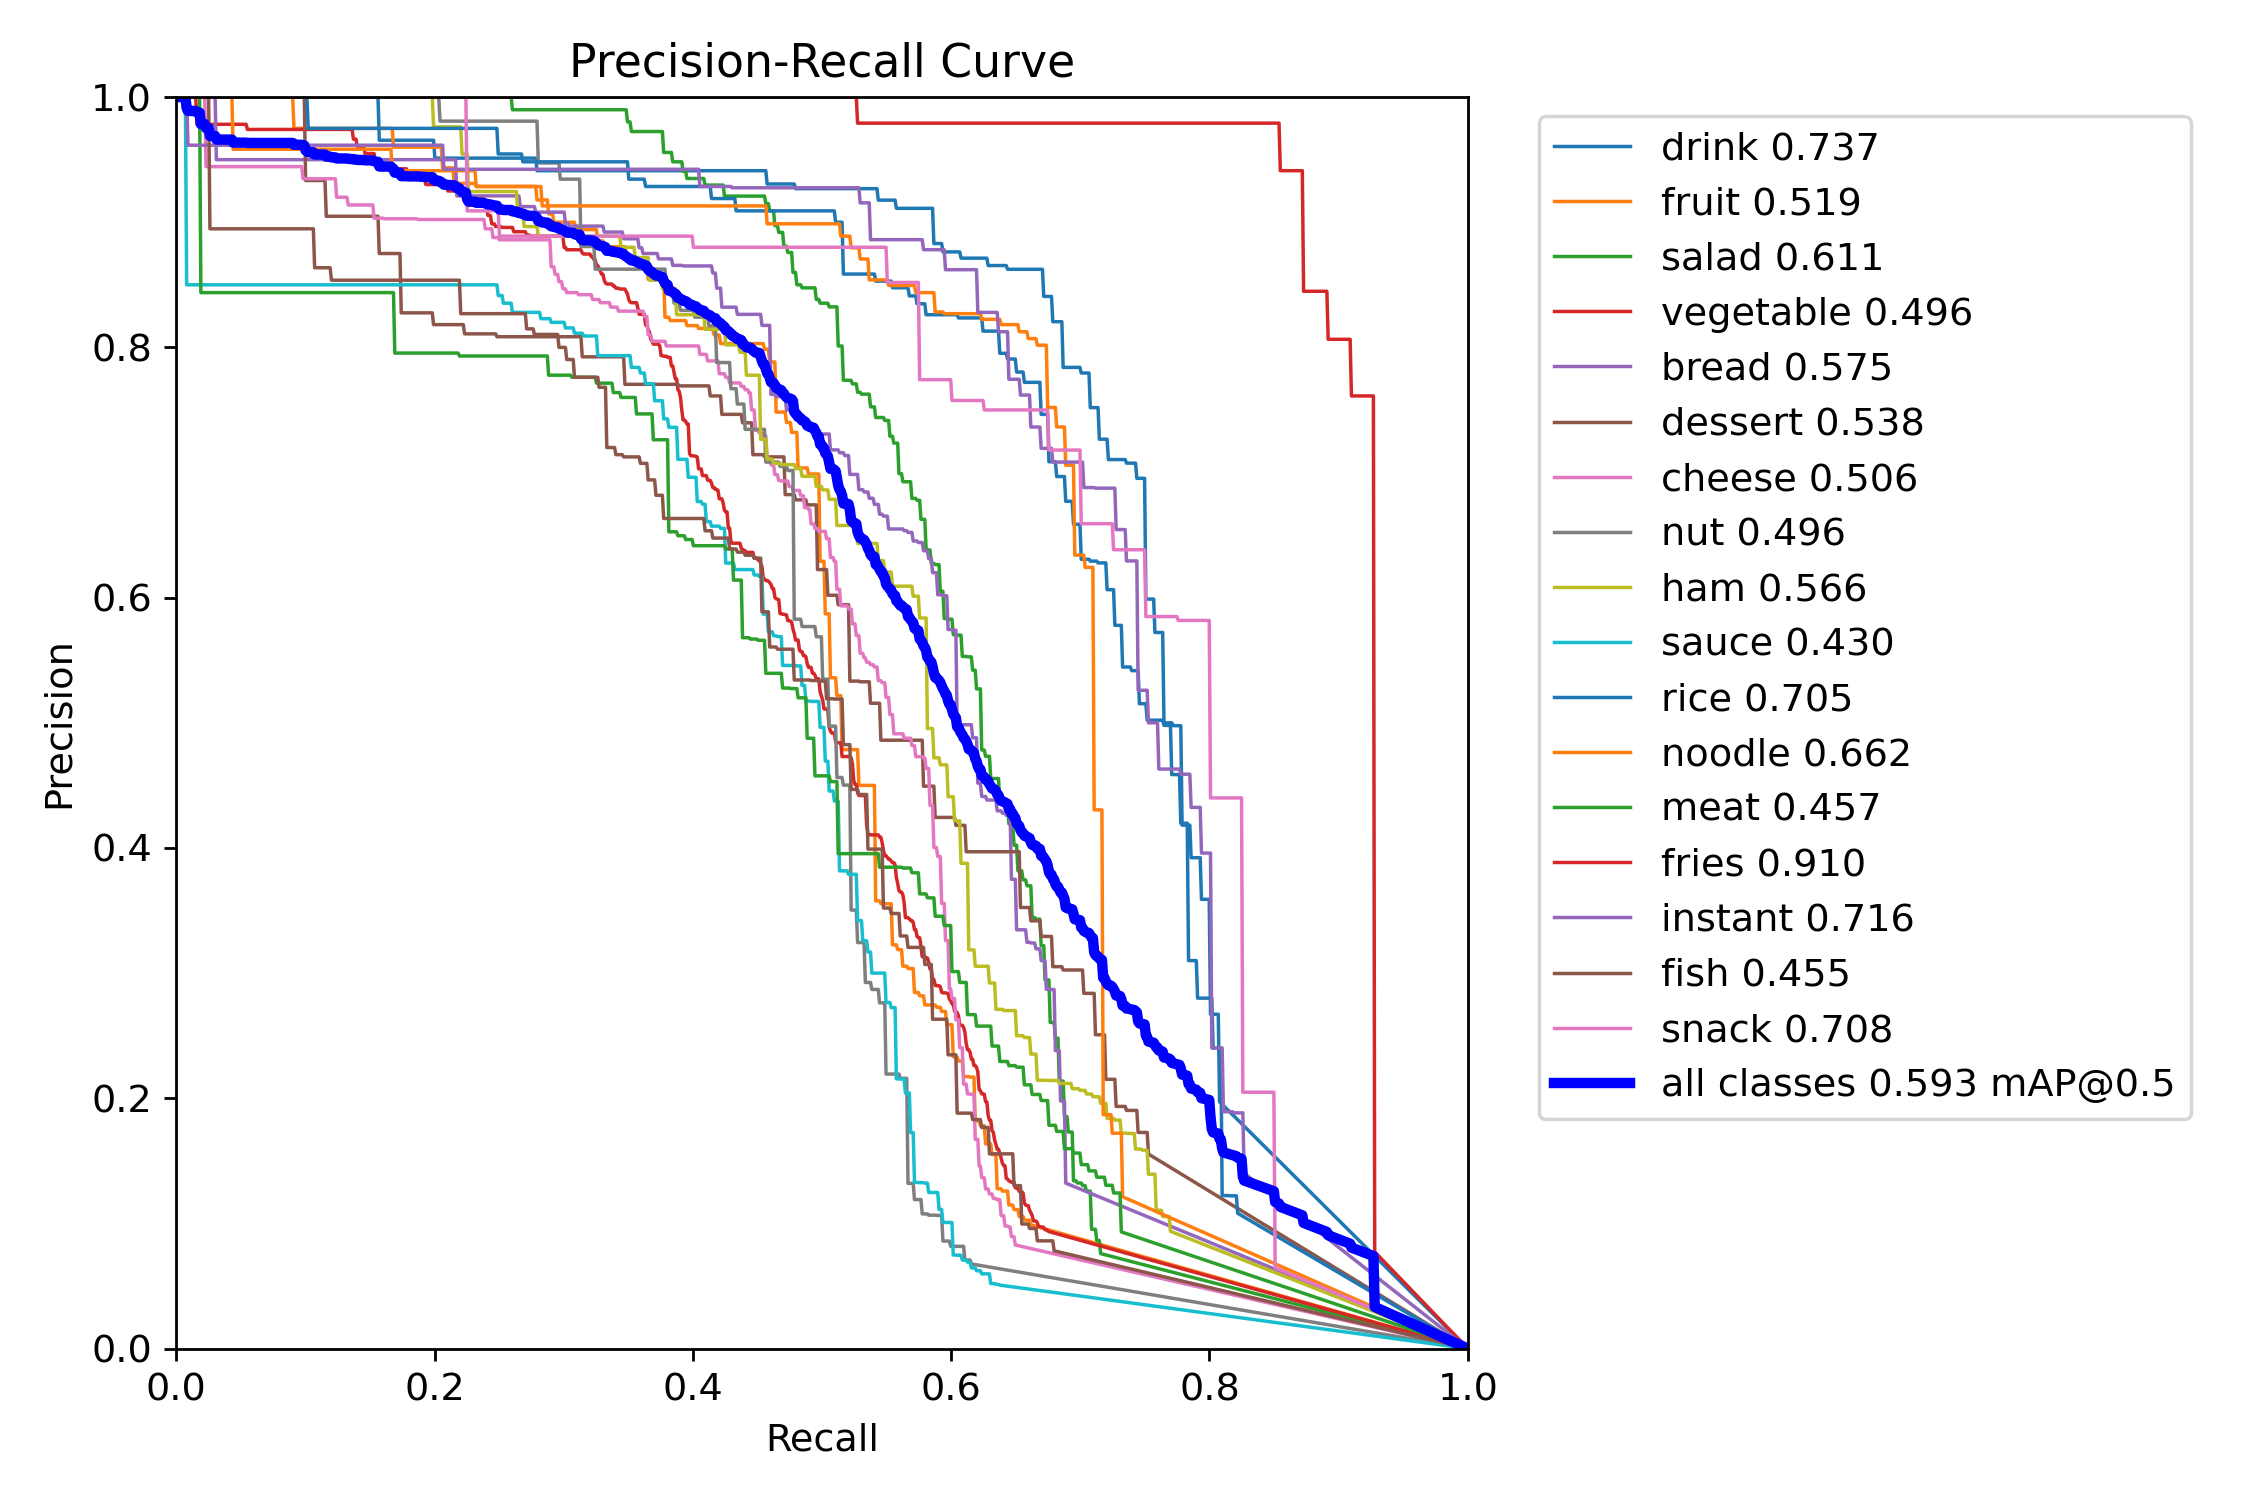 Precision-Recall Curve
1.0
0.8
0.6
0.4
0.2
0.0
Precision
0.0 0.2 0.4 0.6 0.8 1.0
Recall
drink 0.737
fruit 0.519
salad 0.611
vegetable 0.496
bread 0.575
dessert 0.538
cheese 0.506
nut 0.496
ham 0.566
sauce 0.430
rice 0.705
noodle 0.662
meat 0.457
fries 0.910
instant 0.716
fish 0.455
snack 0.708
all classes 0.593 mAP@0.5